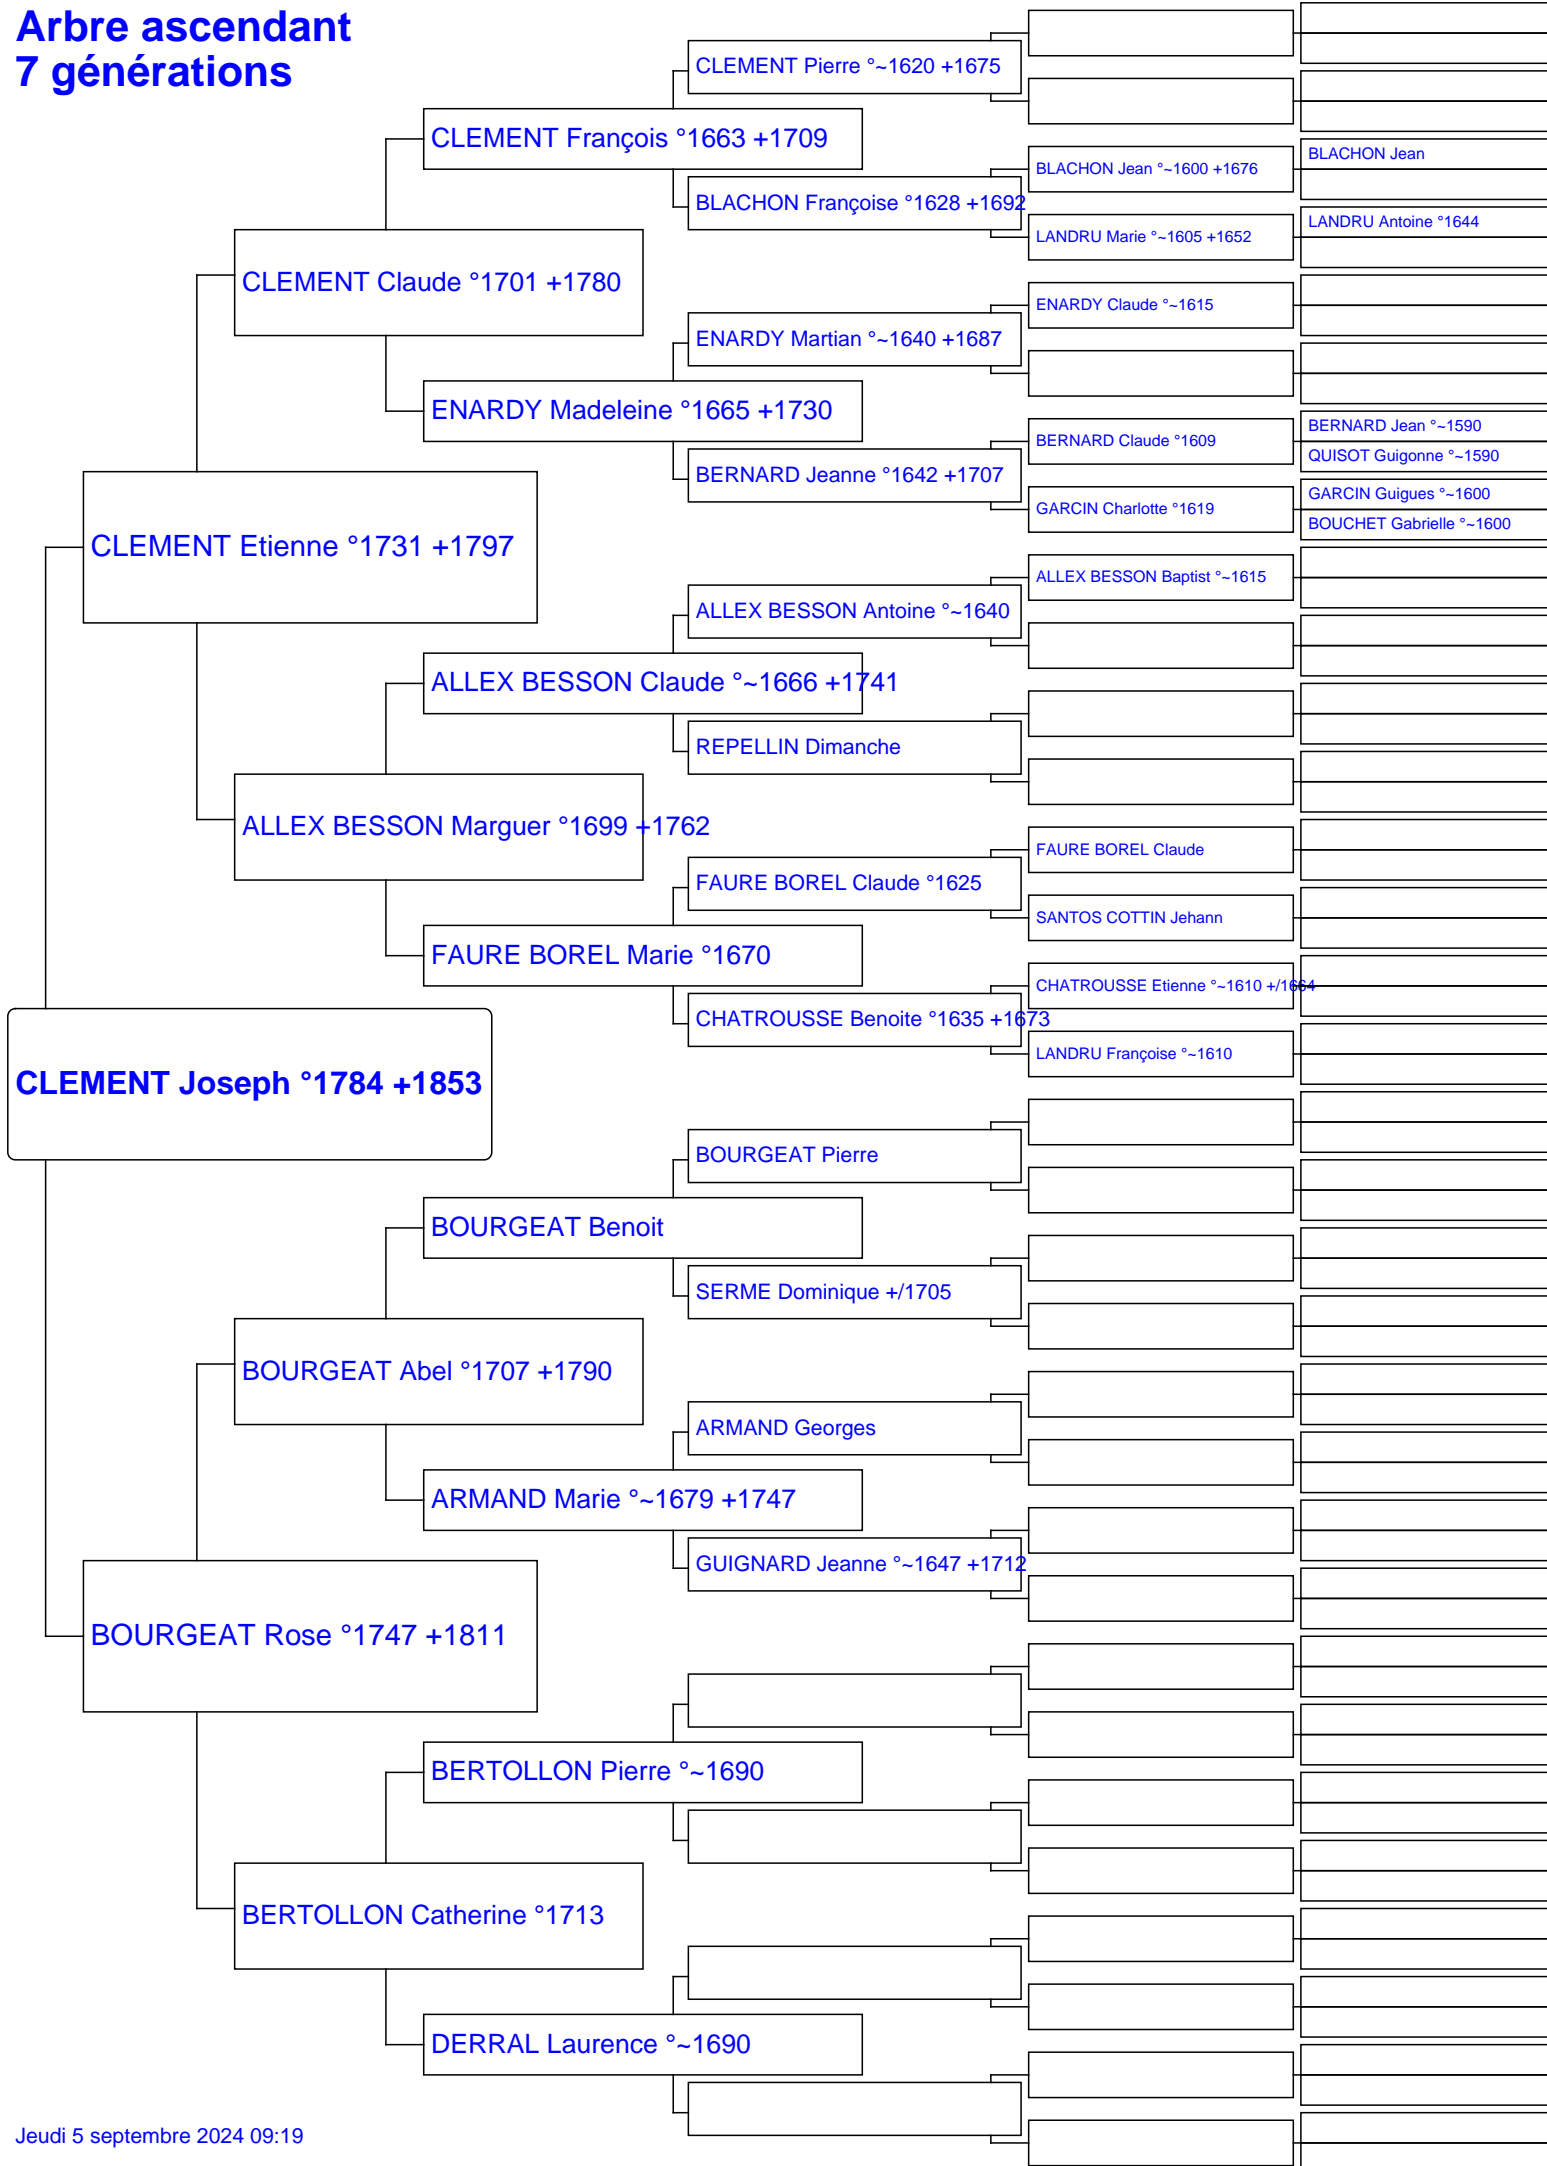 Arbre ascendant
7 générations
CLEMENT Pierre °~1620 +1675
CLEMENT François °1663 +1709
BLACHON Jean
BLACHON Jean °~1600 +1676
BLACHON Françoise °1628 +1692
LANDRU Antoine °1644
LANDRU Marie °~1605 +1652
CLEMENT Claude °1701 +1780
ENARDY Claude °~1615
ENARDY Martian °~1640 +1687
ENARDY Madeleine °1665 +1730
BERNARD Jean °~1590
BERNARD Claude °1609
QUISOT Guigonne °~1590
BERNARD Jeanne °1642 +1707
GARCIN Guigues °~1600
GARCIN Charlotte °1619
BOUCHET Gabrielle °~1600
CLEMENT Etienne °1731 +1797
ALLEX BESSON Baptist °~1615
ALLEX BESSON Antoine °~1640
ALLEX BESSON Claude °~1666 +1741
REPELLIN Dimanche
ALLEX BESSON Marguer °1699 +1762
FAURE BOREL Claude
FAURE BOREL Claude °1625
SANTOS COTTIN Jehann
FAURE BOREL Marie °1670
CHATROUSSE Etienne °~1610 +/1664
CHATROUSSE Benoite °1635 +1673
LANDRU Françoise °~1610
CLEMENT Joseph °1784 +1853
BOURGEAT Pierre
BOURGEAT Benoit
SERME Dominique +/1705
BOURGEAT Abel °1707 +1790
ARMAND Georges
ARMAND Marie °~1679 +1747
GUIGNARD Jeanne °~1647 +1712
BOURGEAT Rose °1747 +1811
BERTOLLON Pierre °~1690
BERTOLLON Catherine °1713
DERRAL Laurence °~1690
Jeudi 5 septembre 2024 09:19